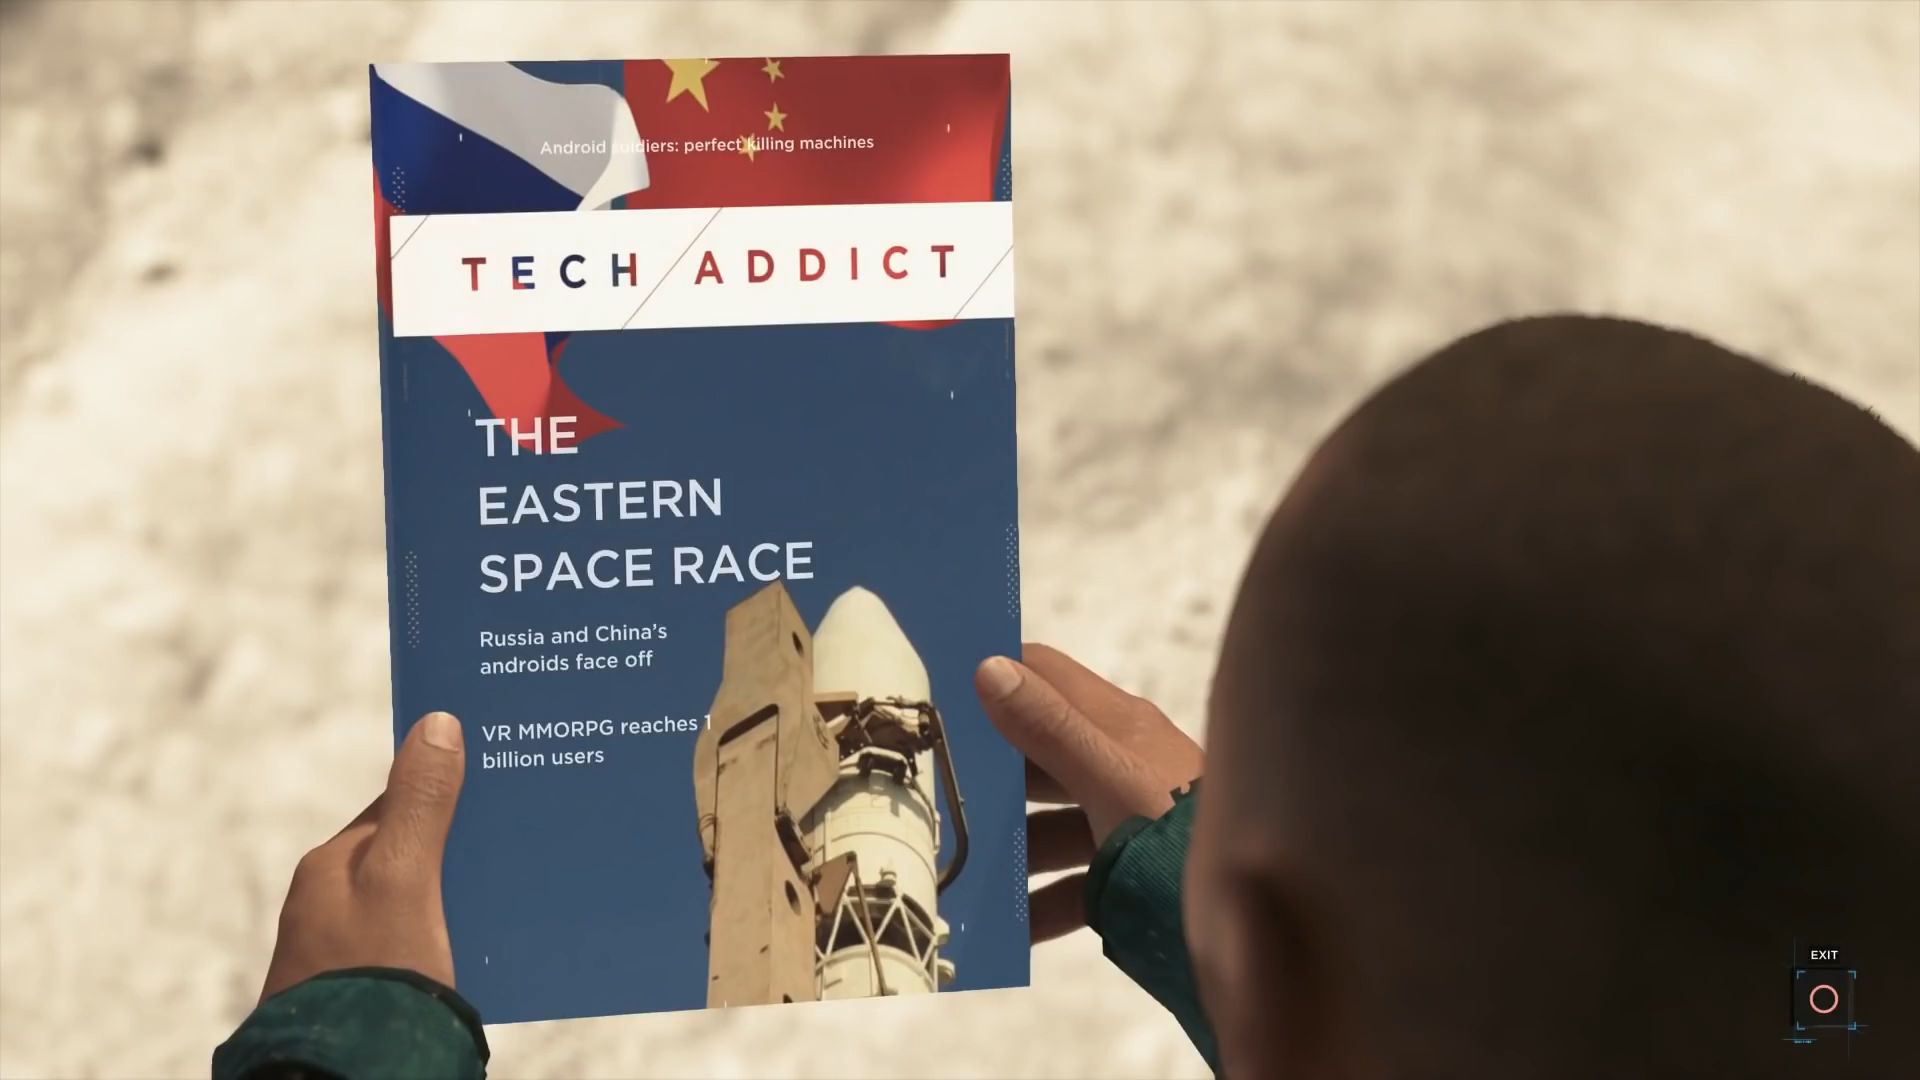 Android soldiers: perfect killing machines
TECH ADDICT
THE
EASTERN
SPACE RACE
Russia and China's
androids face off
VR MMORPG reaches 1
billion users
EXIT